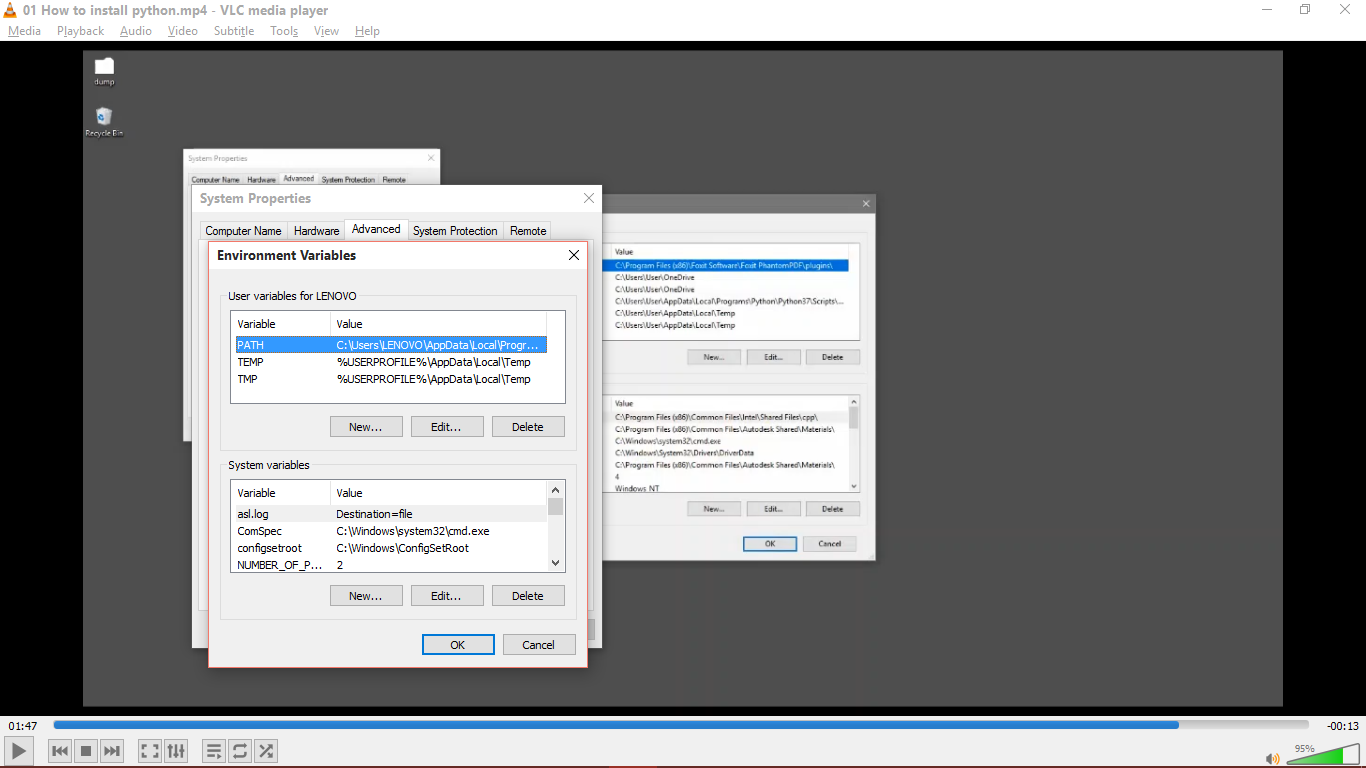 01 How to install python.mp4 - VLC media player
Media Playback Audio Video Subtitle Tools View Help
dump
Recycle Bin
System Properties
Computer Name Hardware Advanced System Protection Remote
System Properties
Computer Name Hardware Advanced System Protection Remote
Environment Variables
User variables for LENOVO
Variable Value
PATH C:\Users\LENOVO\AppData\Local\Progr...
TEMP %USERPROFILE%\AppData\Local\Temp
TMP %USERPROFILE%\AppData\Local\Temp
New... Edit... Delete
System variables
Variable Value
asl.log Destination=file
ComSpec C:\Windows\system32\cmd.exe
configsetroot C:\Windows\ConfigSetRoot
NUMBER_OF_P... 2
New... Edit... Delete
OK Cancel
Value
C:\Program Files (x86)\Foxit Software\Foxit PhantomPDF\plugins\
C:\Users\User\OneDrive
C:\Users\User\OneDrive
C:\Users\User\AppData\Local\Programs\Python\Python37\Scripts\...
C:\Users\User\AppData\Local\Temp
C:\Users\User\AppData\Local\Temp
New... Edit... Delete
Value
C:\Program Files (x86)\Common Files\Intel\Shared Files\cpp\
C:\Program Files (x86)\Common Files\Autodesk Shared\Materials\
C:\Windows\system32\cmd.exe
C:\Windows\System32\Drivers\DriverData
C:\Program Files (x86)\Common Files\Autodesk Shared\Materials\
4
Windows_NT
New... Edit... Delete
OK Cancel
01:47 -00:13
95%